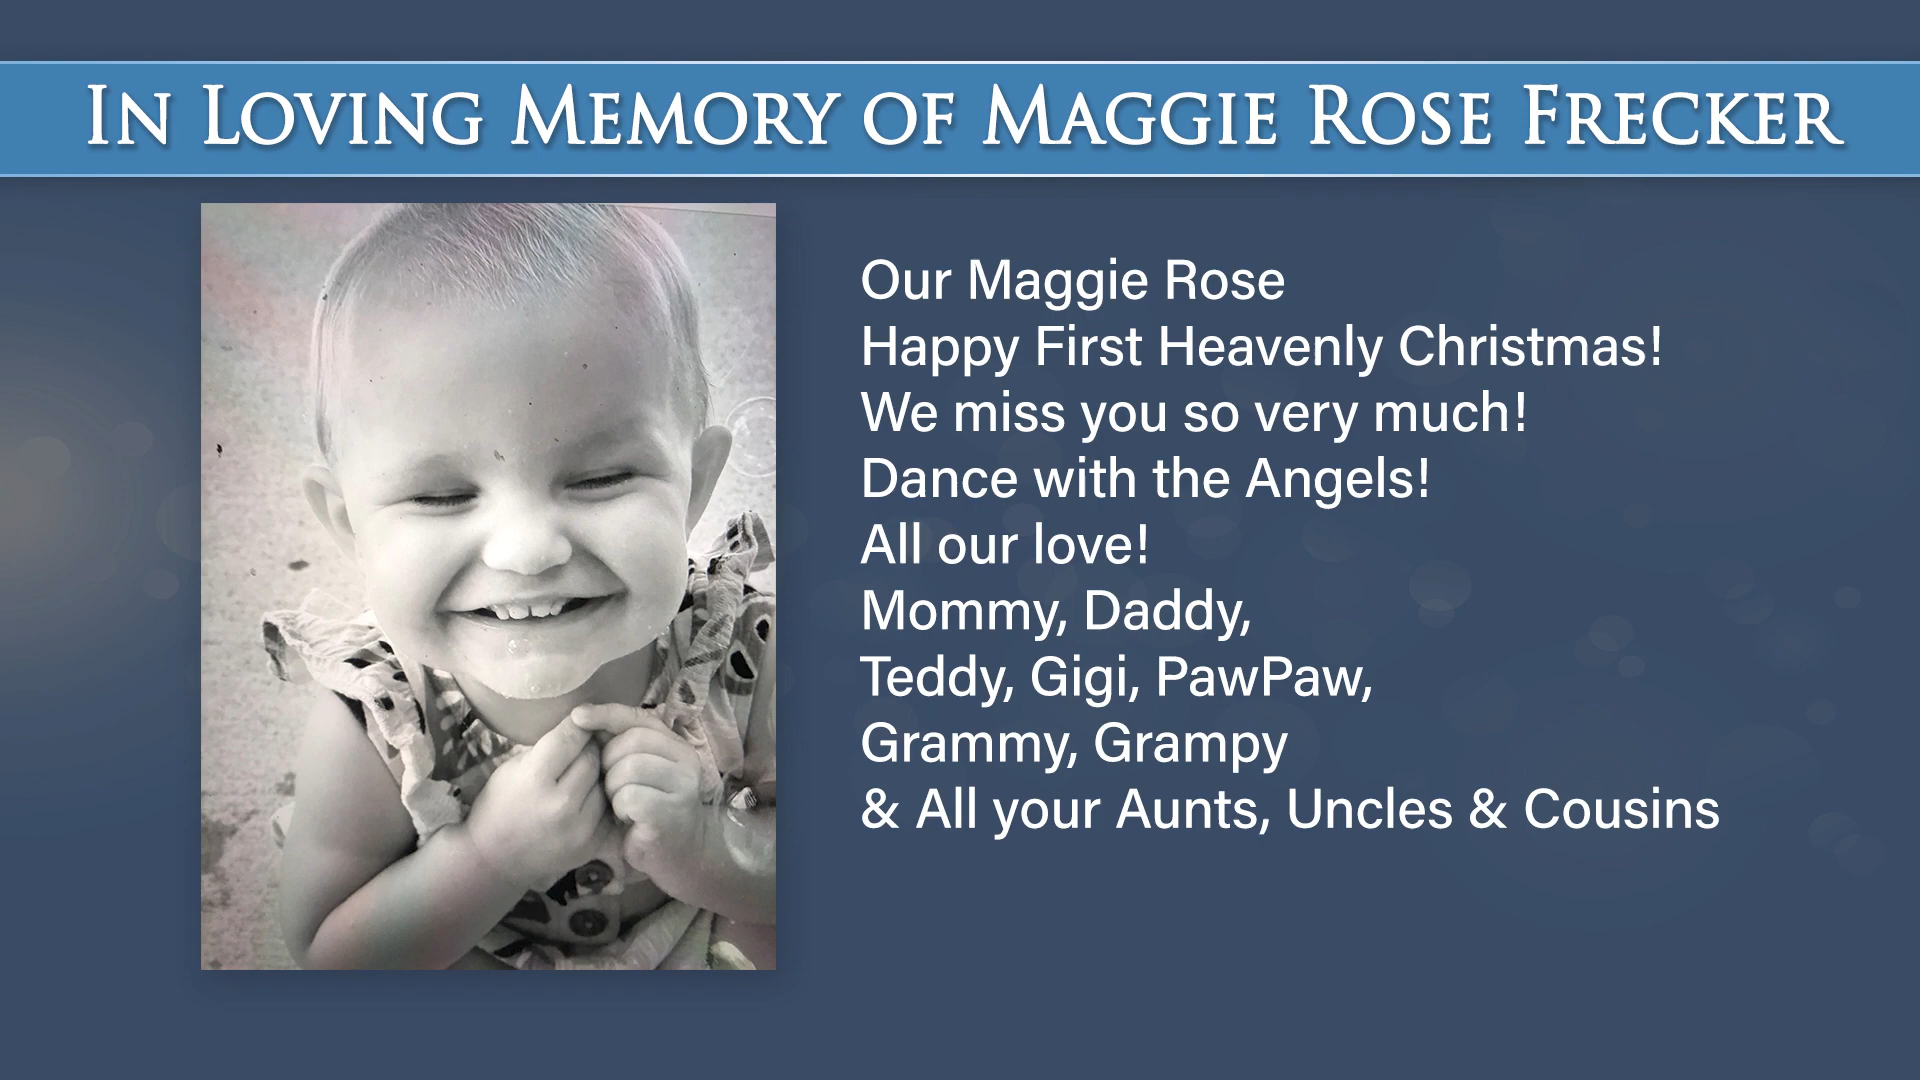 In Loving Memory of Maggie Rose Frecker
Our Maggie Rose
Happy First Heavenly Christmas!
We miss you so very much!
Dance with the Angels!
All our love!
Mommy, Daddy,
Teddy, Gigi, PawPaw,
Grammy, Grampy
& All your Aunts, Uncles & Cousins